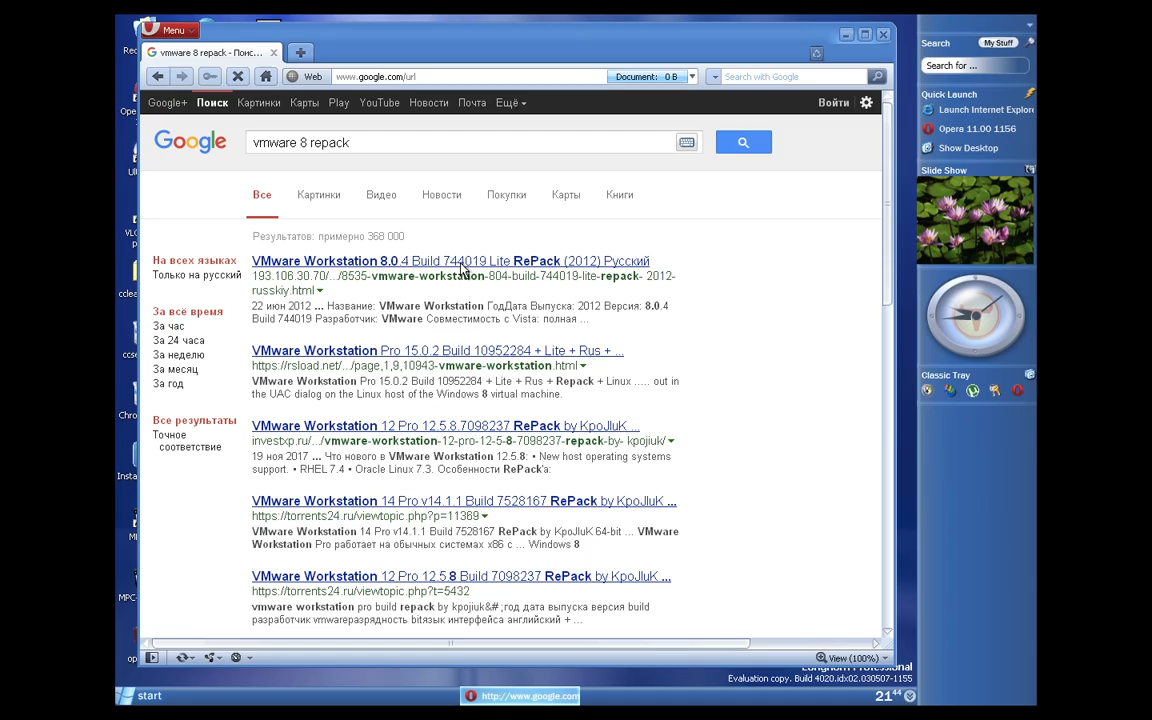 Menu
vmware 8 repack - Поис...
Web
www.google.com/url
Document: 0 B
Search with Google
Google+ Поиск Картинки Карты Play YouTube Новости Почта Ещё
Войти
Google
vmware 8 repack
Все Картинки Видео Новости Покупки Карты Книги
Результатов: примерно 368 000
На всех языках
Только на русский
За всё время
За час
За 24 часа
За неделю
За месяц
За год
Все результаты
Точное
соответствие
VMware Workstation 8.0.4 Build 744019 Lite RePack (2012) Русский
193.106.30.70/.../8535-vmware-workstation-804-build-744019-lite-repack- 2012-
russkiy.html
22 июн 2012 ... Название: VMware Workstation ГодДата Выпуска: 2012 Версия: 8.0.4
Build 744019 Разработчик: VMware Совместимость с Vista: полная ...
VMware Workstation Pro 15.0.2 Build 10952284 + Lite + Rus + ...
https://rsload.net/.../page,1,9,10943-vmware-workstation.html
VMware Workstation Pro 15.0.2 Build 10952284 + Lite + Rus + Repack + Linux ..... out in
the UAC dialog on the Linux host of the Windows 8 virtual machine.
VMware Workstation 12 Pro 12.5.8.7098237 RePack by KpoJIuK ...
investxp.ru/.../vmware-workstation-12-pro-12-5-8-7098237-repack-by- kpojiuk/
19 ноя 2017 ... Что нового в VMware Workstation 12.5.8: • New host operating systems
support. • RHEL 7.4 • Oracle Linux 7.3. Особенности RePack'a:
VMware Workstation 14 Pro v14.1.1 Build 7528167 RePack by KpoJIuK ...
https://torrents24.ru/viewtopic.php?p=11369
VMware Workstation 14 Pro v14.1.1 Build 7528167 RePack by KpoJIuK 64-bit ... VMware
Workstation Pro работает на обычных системах x86 с ... Windows 8
VMware Workstation 12 Pro 12.5.8 Build 7098237 RePack by KpoJIuK ...
https://torrents24.ru/viewtopic.php?t=5432
vmware workstation pro build repack by kpojiuk&# ;год дата выпуска версия build
разработчик vmwareразрядность bitязык интерфейса английский + ...
View (100%)
Evaluation copy. Build 4020.idx02.030507-1155
start
http://www.google.com
21 44
Search
My Stuff
Search for ...
Quick Launch
Launch Internet Explore
Opera 11.00 1156
Show Desktop
Slide Show
Classic Tray